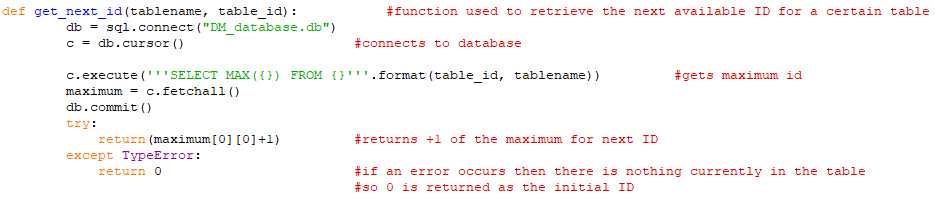 def get_next_id(tablename, table_id):          #function used to retrieve the next available ID for a certain table
        db = sql.connect("DM_database.db")
        c = db.cursor()                      #connects to database
        c.execute('''SELECT MAX({}) FROM {}'''.format(table_id, tablename))          #gets maximum id
        maximum = c.fetchall()
        db.commit()
        try:
            return(maximum[0][0]+1)          #returns +1 of the maximum for next ID
        except TypeError:
            return 0                         #if an error occurs then there is nothing currently in the table
                                             #so 0 is returned as the initial ID